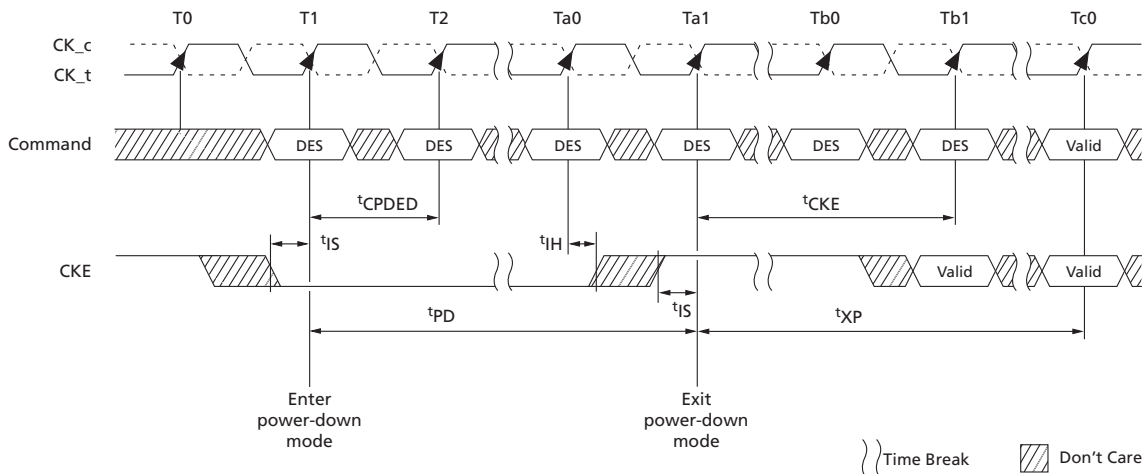 T0 T1 T2 Ta0 Ta1 Tb0 Tb1 Tc0
CK_c
CK_t
Command DES DES DES DES DES DES Valid
tCPDED tCKE
tIS tIH
CKE Valid Valid
tIS
tPD tXP
Enter
power-down
mode
Exit
power-down
mode
Time Break Don't Care